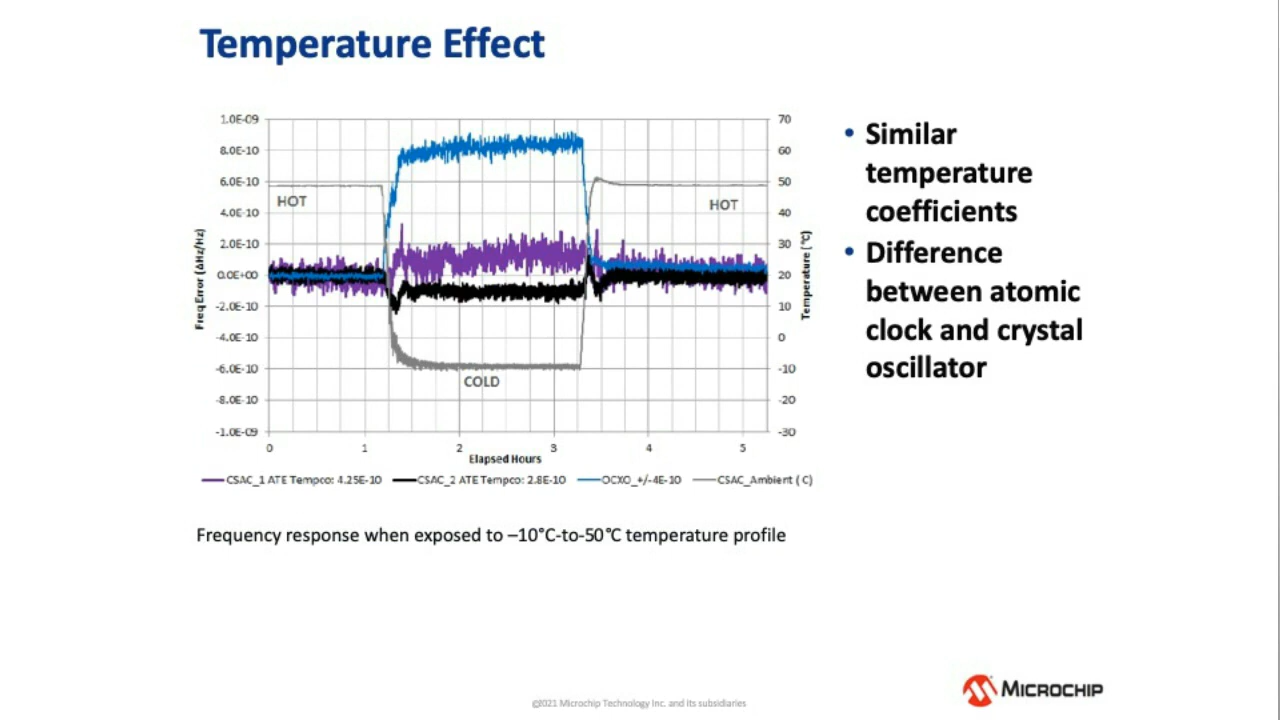 Temperature Effect
1.0E-09
8.0E-10
6.0E-10
4.0E-10
2.0E-10
0.0E+00
-2.0E-10
-4.0E-10
-6.0E-10
-8.0E-10
-1.0E-09
Freq Error (ΔHz/Hz)
HOT
COLD
HOT
70
60
50
40
30
20
10
0
-10
-20
-30
Temperature (°C)
0 1 2 3 4 5
Elapsed Hours
CSAC_1 ATE Tempco: 4.25E-10 CSAC_2 ATE Tempco: 2.8E-10 OCXO_+/-4E-10 CSAC_Ambient ( C)
Frequency response when exposed to –10°C-to-50°C temperature profile
• Similar
temperature
coefficients
• Difference
between atomic
clock and crystal
oscillator
©2021 Microchip Technology Inc. and its subsidiaries
MICROCHIP